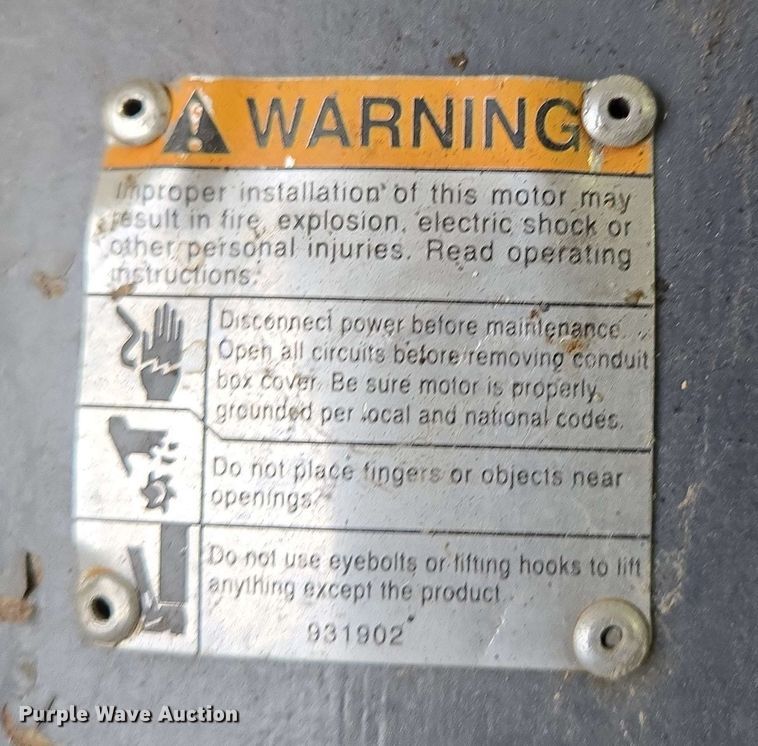 WARNING
Improper installation of this motor may
result in fire, explosion, electric shock or
other personal injuries. Read operating
instructions.
Disconnect power before maintenance.
Open all circuits before removing conduit
box cover. Be sure motor is properly
grounded per local and national codes.
Do not place fingers or objects near
openings.
Do not use eyebolts or lifting hooks to lift
anything except the product.
931902
Purple Wave Auction